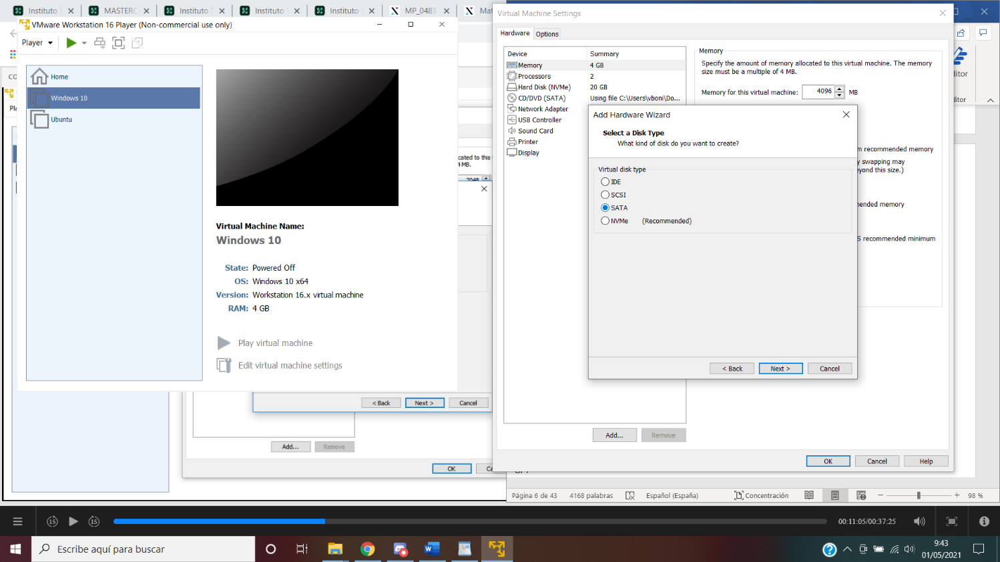 Instituto T
MASTERC
Instituto T
Instituto T
Instituto T
MP_0483
Mat
VMware Workstation 16 Player (Non-commercial use only)
Player
Home
Windows 10
Ubuntu
CO
Pla
Virtual Machine Name:
Windows 10
State: Powered Off
OS: Windows 10 x64
Version: Workstation 16.x virtual machine
RAM: 4 GB
Play virtual machine
Edit virtual machine settings
cated to this
4 MB.
2048
< Back
Next >
Cancel
Add...
Remove
OK
Ca
Virtual Machine Settings
Hardware
Options
Device
Summary
Memory 4 GB
Processors 2
Hard Disk (NVMe) 20 GB
CD/DVD (SATA) Using file C:\Users\vboni\Do...
Network Adapter
USB Controller
Sound Card
Printer
Display
Memory
Specify the amount of memory allocated to this virtual machine. The memory
size must be a multiple of 4 MB.
Memory for this virtual machine: 4096 MB
m recommended memory
y swapping may
eyond this size.)
ended memory
S recommended minimum
Add Hardware Wizard
Select a Disk Type
What kind of disk do you want to create?
Virtual disk type
IDE
SCSI
SATA
NVMe (Recommended)
< Back
Next >
Cancel
Add...
Remove
OK
Cancel
Help
ditor
ditor
Página 6 de 43
4168 palabras
Español (España)
Concentración
98 %
15
15
00:11:05/00:37:25
Escribe aquí para buscar
9:43
01/05/2021